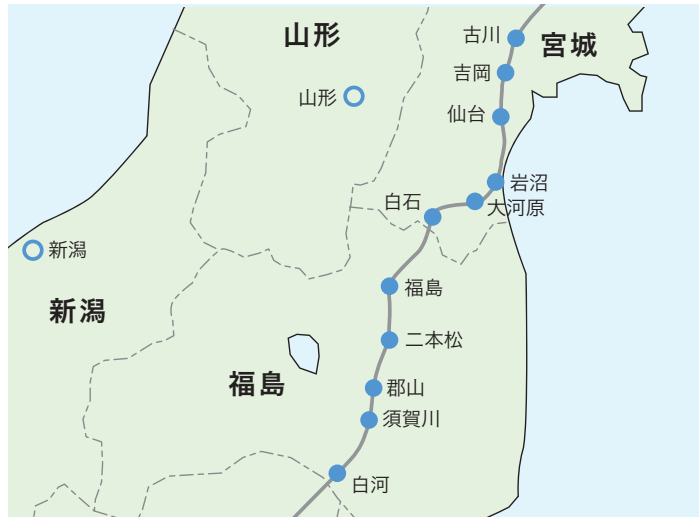 山形
古川
宮城
吉岡
山形
仙台
岩沼
白石
大河原
新潟
福島
新潟
二本松
福島
郡山
須賀川
白河